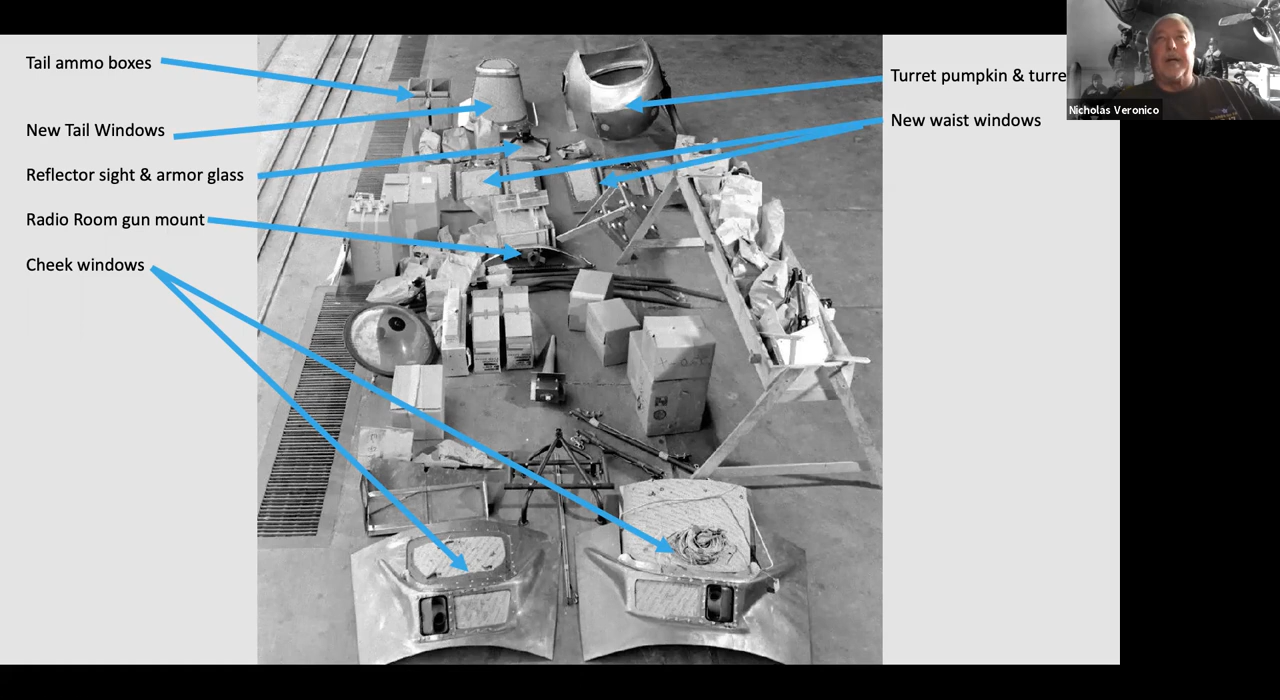 Tail ammo boxes
New Tail Windows
Reflector sight & armor glass
Radio Room gun mount
Cheek windows
Turret pumpkin & turre
New waist windows
Nicholas Veronico